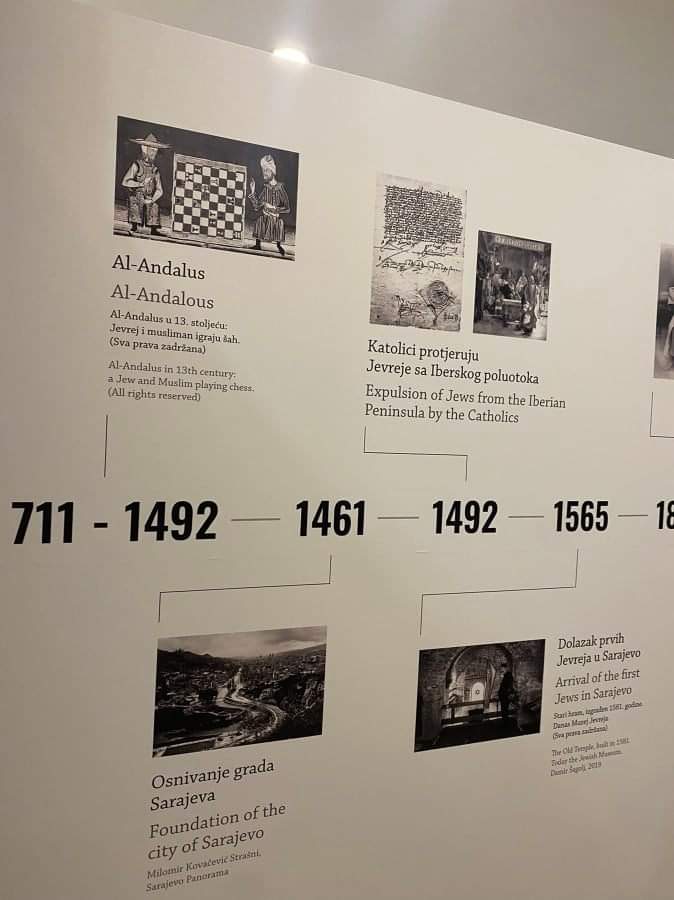 Al-Andalus
Al-Andalous
Al-Andalus u 13. stoljeću:
Jevrej i musliman igraju šah.
(Sva prava zadržana)
Al-Andalus in 13th century:
a Jew and Muslim playing chess.
(All rights reserved)
Katolici protjeruju
Jevreje sa Iberskog poluotoka
Expulsion of Jews from the Iberian
Peninsula by the Catholics
711 - 1492
1461
1492
1565
18
Osnivanje grada
Sarajeva
Foundation of the
city of Sarajevo
Milomir Kovačević Strašni,
Sarajevo Panorama
Dolazak prvih
Jevreja u Sarajevo
Arrival of the first
Jews in Sarajevo
Stari hram, izgrađen 1581. godine.
Danas Muzej Jevreja
(Sva prava zadržana)
The Old Temple, built in 1581.
Today the Jewish Museum.
Damir Šagolj, 2019